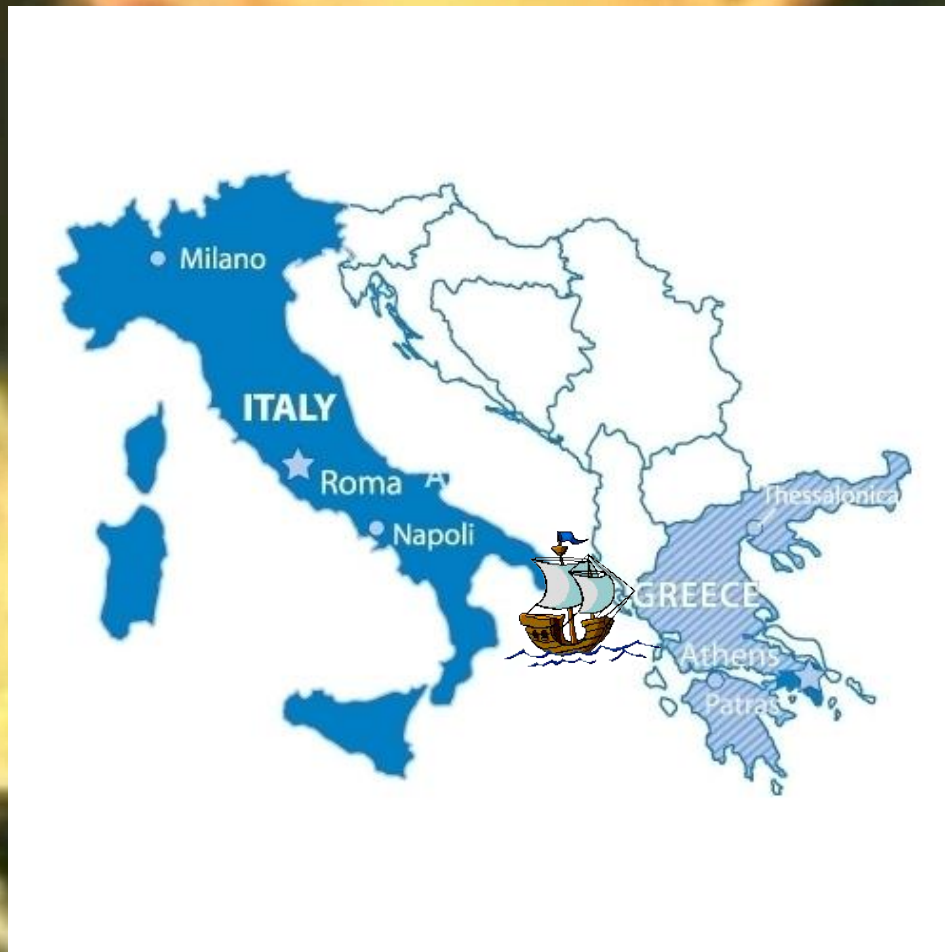 Milano
ITALY
Roma
A
Napoli
Thessalonica
GREECE
Athens
Patras